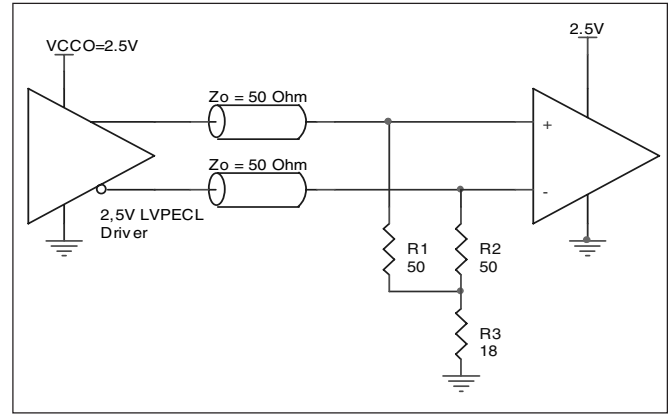 VCCO=2.5V
2.5V
Zo = 50 Ohm
+
Zo = 50 Ohm
-
2,5V LVPECL
Driver
R1
50
R2
50
R3
18